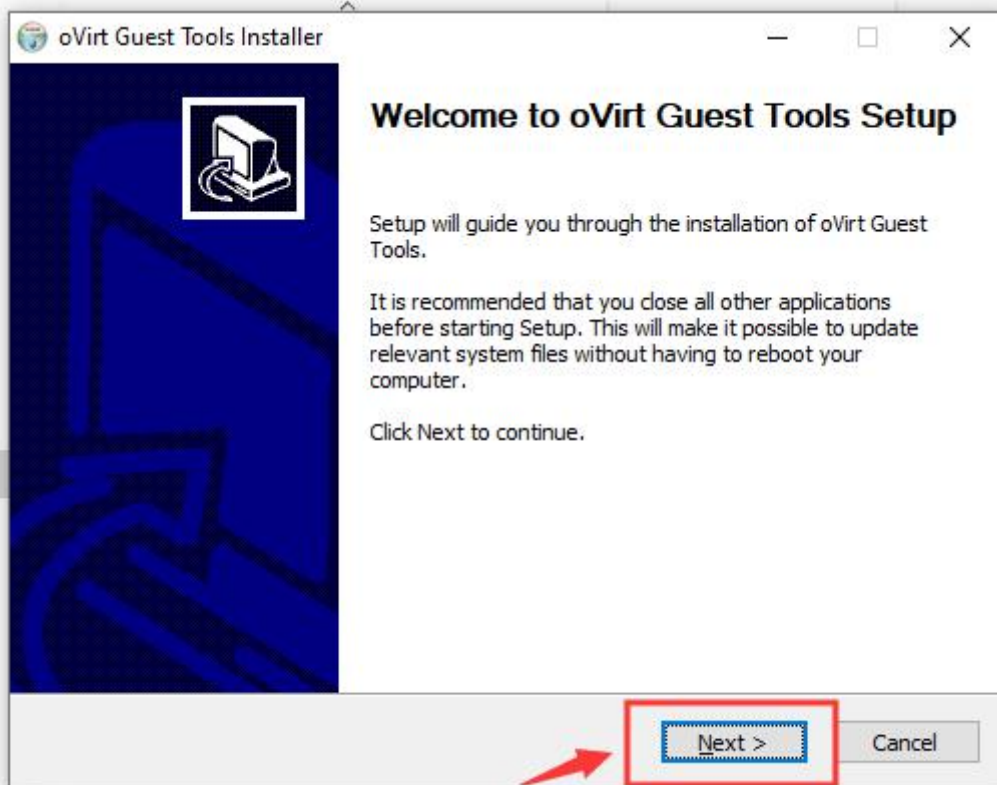 oVirt Guest Tools Installer
Welcome to oVirt Guest Tools Setup
Setup will guide you through the installation of oVirt Guest
Tools.
It is recommended that you close all other applications
before starting Setup. This will make it possible to update
relevant system files without having to reboot your
computer.
Click Next to continue.
Next >
Cancel